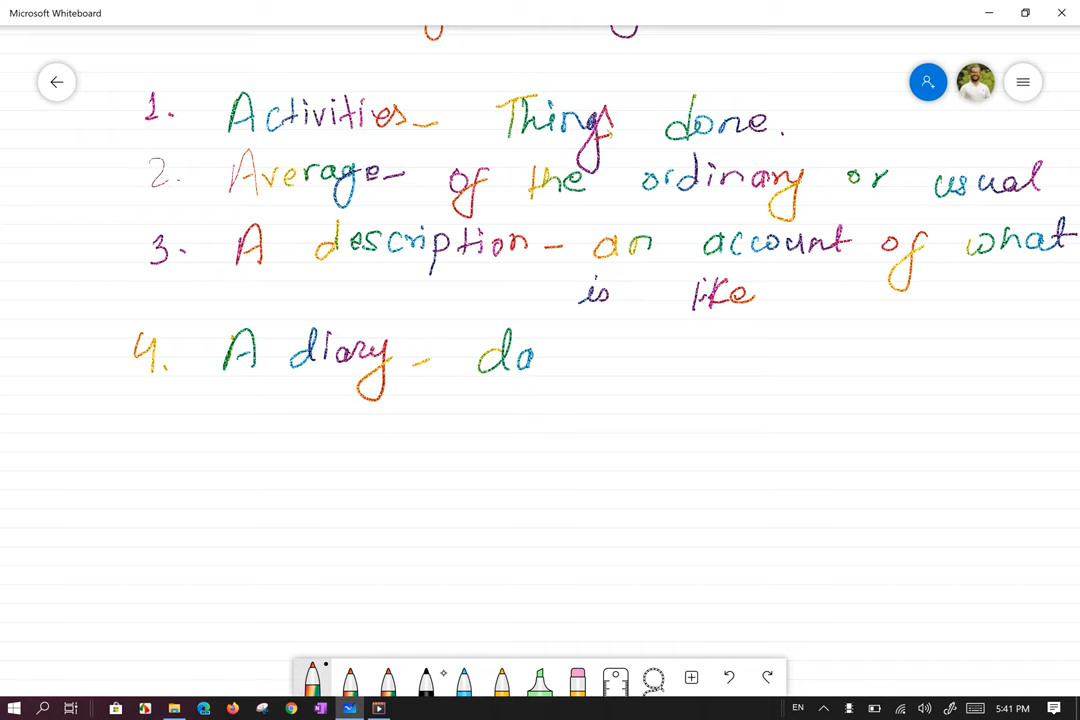 Microsoft Whiteboard
1. Activities- Things done.
2. Average- of the ordinary or usual
3. A description - an account of what
is like
4. A diary - da
EN
5:41 PM